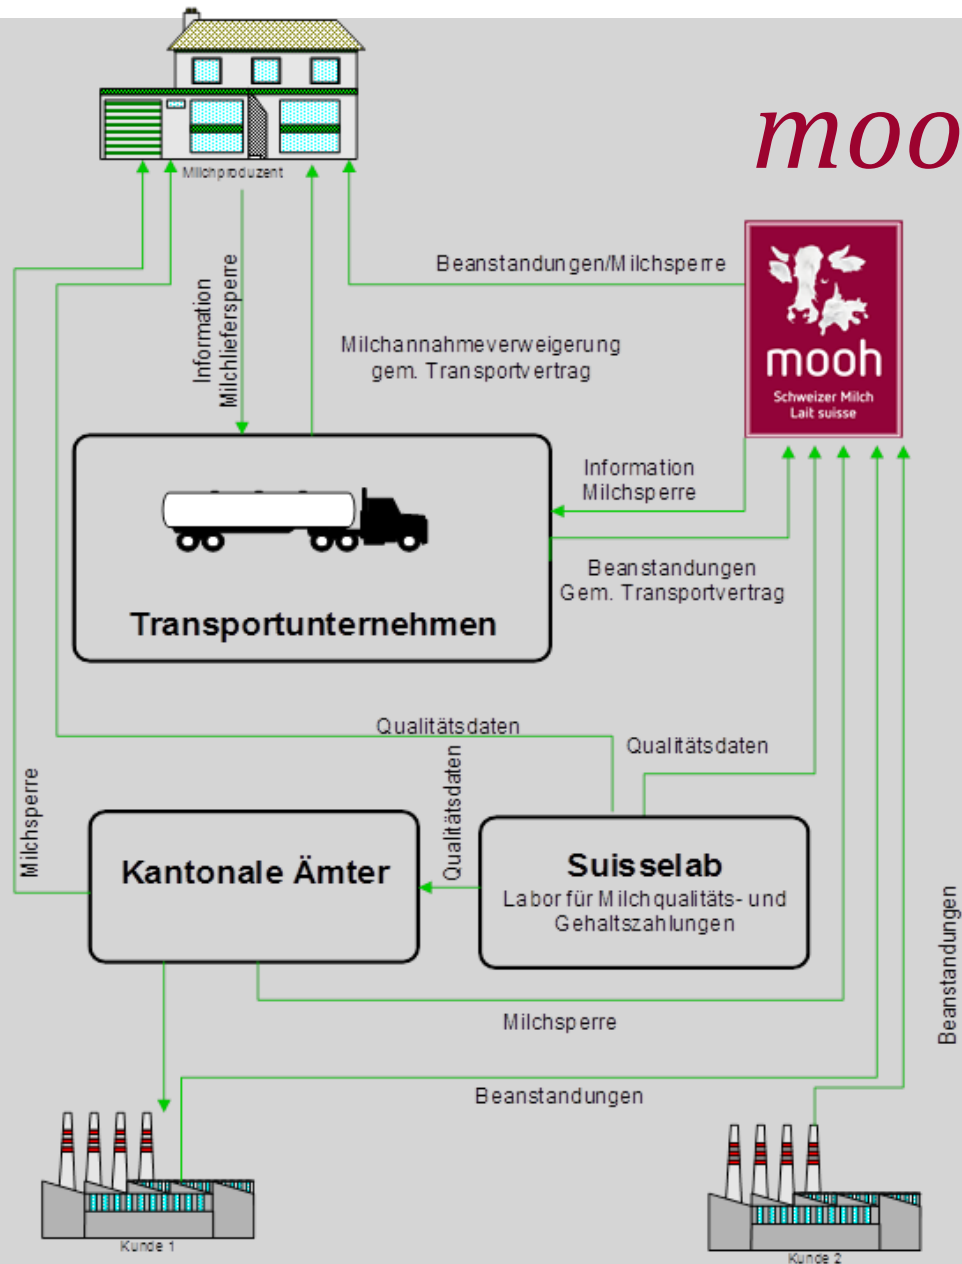 moo
Milchproduzent
Beanstandungen/Milchsperre
Information
Milchliefersperre
Milchannahmeverweigerung
gem. Transportvertrag
mooh
Schweizer Milch
Lait suisse
Information
Milchsperre
Beanstandungen
Gem. Transportvertrag
Transportunternehmen
Qualitätsdaten
Qualitätsdaten
Qualitätsdaten
Milchsperre
Kantonale Ämter
Suisselab
Labor für Milchqualitäts- und
Gehaltszahlungen
Beanstandungen
Milchsperre
Beanstandungen
Kunde 1
Kunde 2